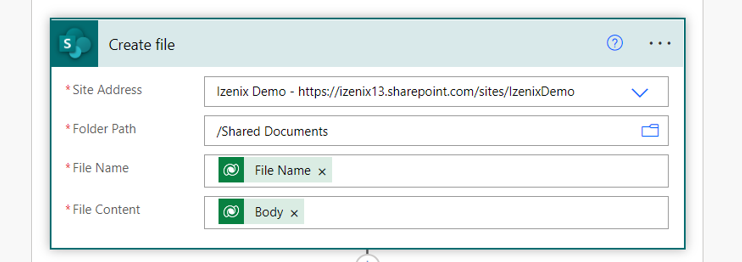 S
Create file
? ...
* Site Address
Izenix Demo - https://izenix13.sharepoint.com/sites/IzenixDemo
* Folder Path
/Shared Documents
* File Name
File Name ×
* File Content
Body ×